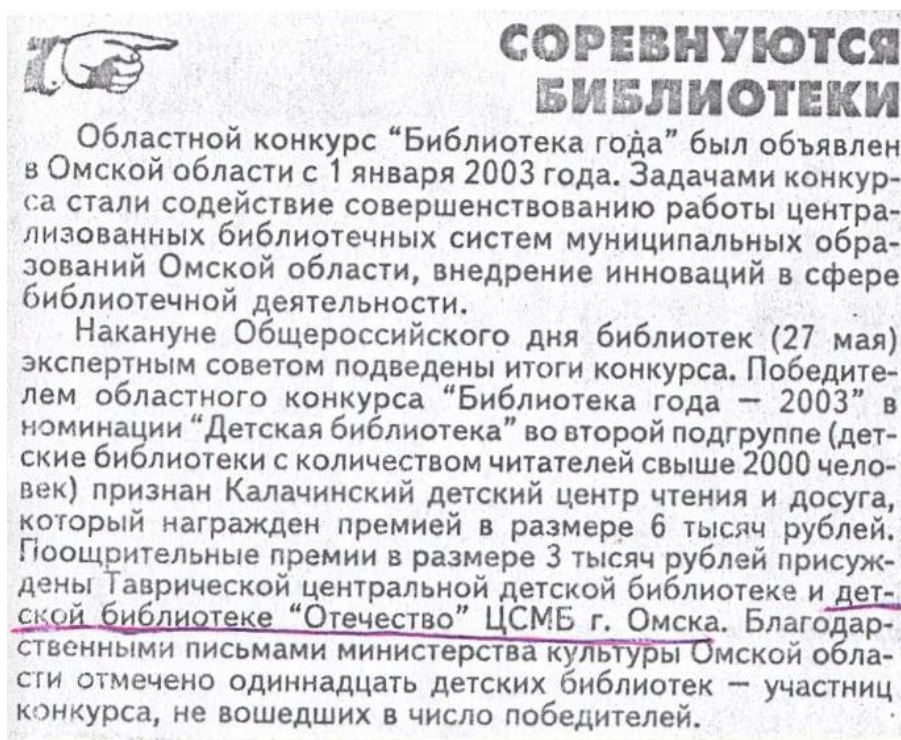 СОРЕВНУЮТСЯ
БИБЛИОТЕКИ
Областной конкурс “Библиотека года” был объявлен
в Омской области с 1 января 2003 года. Задачами конкур-
са стали содействие совершенствованию работы центра-
лизованных библиотечных систем муниципальных обра-
зований Омской области, внедрение инноваций в сфере
библиотечной деятельности.
Накануне Общероссийского дня библиотек (27 мая)
экспертным советом подведены итоги конкурса. Победите-
лем областного конкурса “Библиотека года — 2003” в
номинации “Детская библиотека” во второй подгруппе (дет-
ские библиотеки с количеством читателей свыше 2000 чело-
век) признан Калачинский детский центр чтения и досуга,
который награжден премией в размере 6 тысяч рублей.
Поощрительные премии в размере 3 тысяч рублей присуж-
дены Таврической центральной детской библиотеке и дет-
ской библиотеке “Отечество” ЦСМБ г. Омска. Благодар-
ственными письмами министерства культуры Омской обла-
сти отмечено одиннадцать детских библиотек — участниц
конкурса, не вошедших в число победителей.